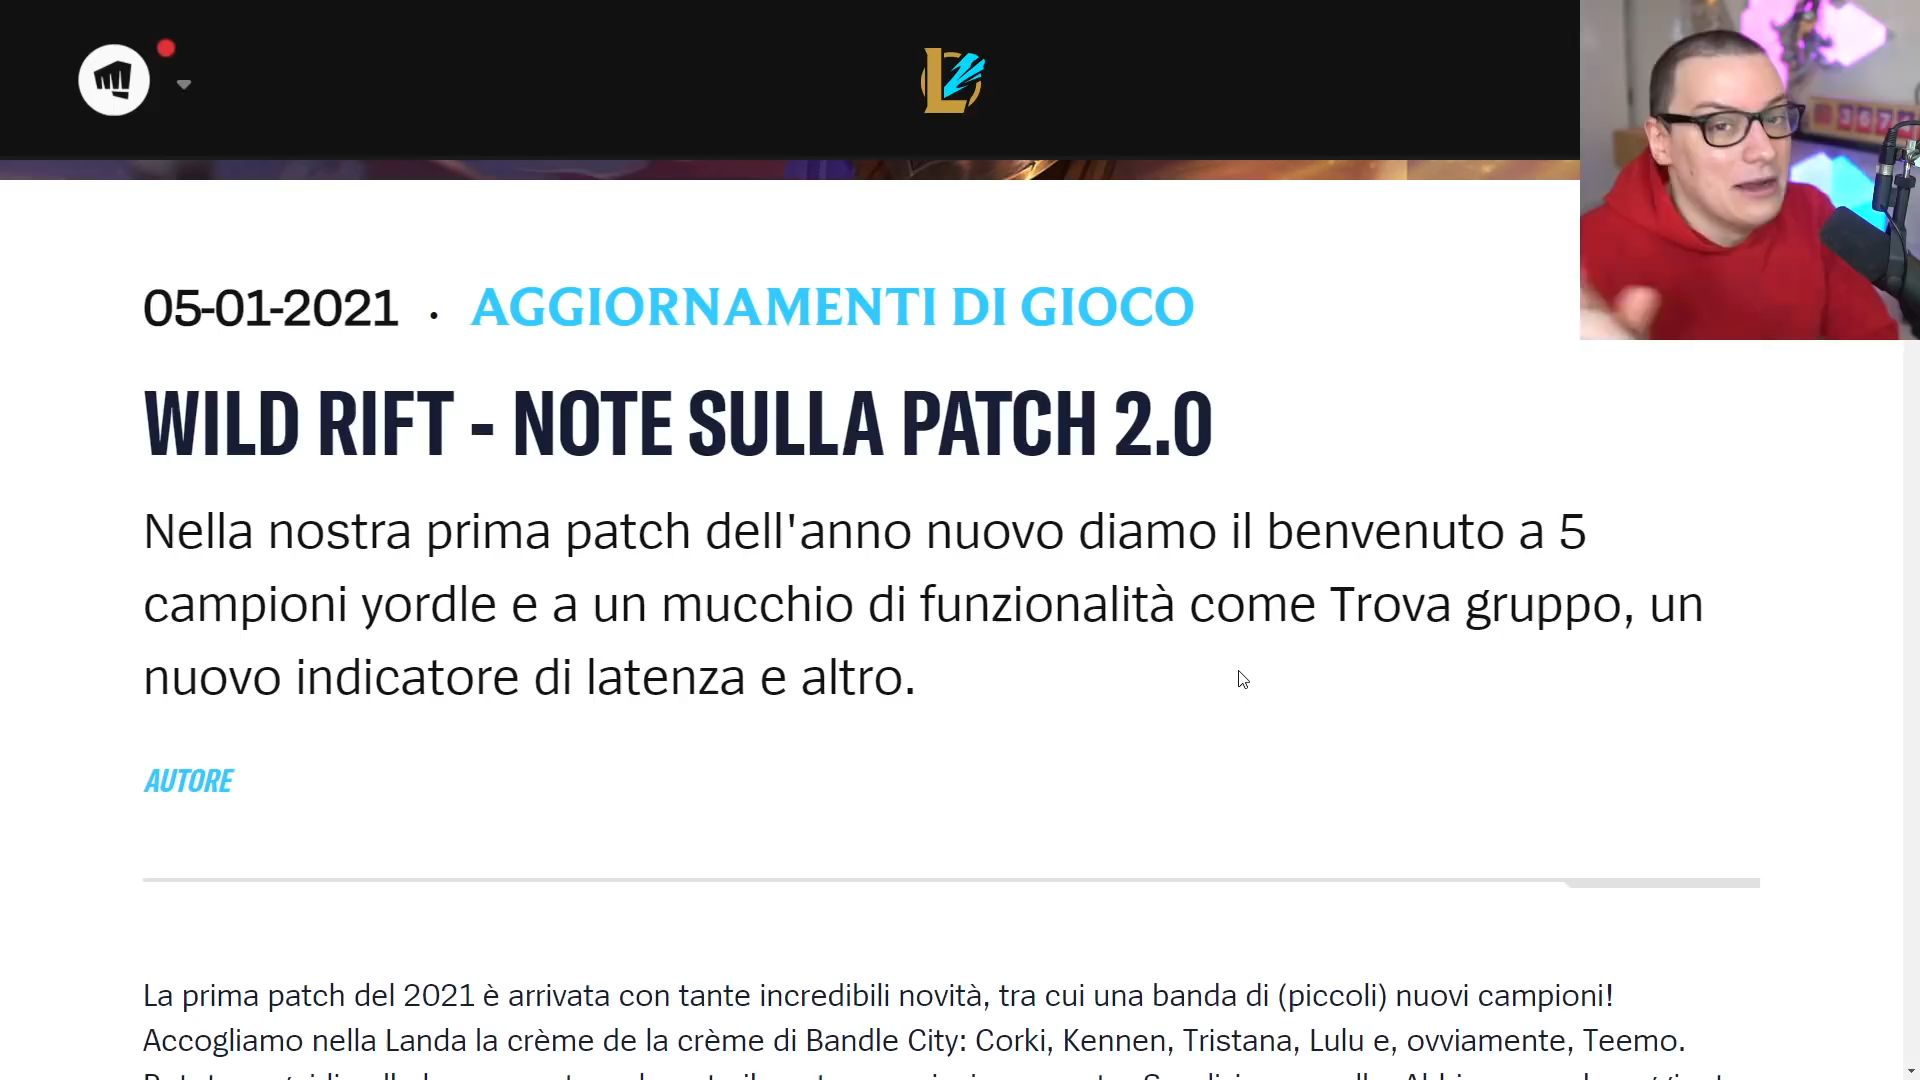 05-01-2021 · AGGIORNAMENTI DI GIOCO
WILD RIFT - NOTE SULLA PATCH 2.0
Nella nostra prima patch dell'anno nuovo diamo il benvenuto a 5
campioni yordle e a un mucchio di funzionalità come Trova gruppo, un
nuovo indicatore di latenza e altro.
AUTORE
La prima patch del 2021 è arrivata con tante incredibili novità, tra cui una banda di (piccoli) nuovi campioni!
Accogliamo nella Landa la crème de la crème di Bandle City: Corki, Kennen, Tristana, Lulu e, ovviamente, Teemo.